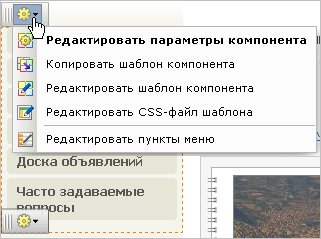 Редактировать параметры компонента
Копировать шаблон компонента
Редактировать шаблон компонента
Редактировать CSS-файл шаблона
Редактировать пункты меню
Доска объявлений
Часто задаваемые
вопросы